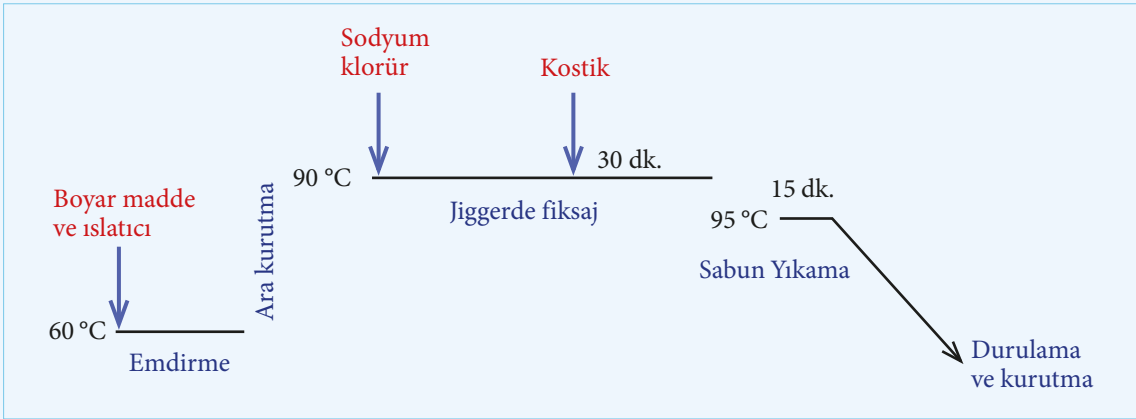 Boyar madde
ve ıslatıcı
60 °C
Emdirme
Ara kurutma
Sodyum
klorür
90 °C
Kostik
30 dk.
Jiggerde fiksaj
15 dk.
95 °C
Sabun Yıkama
Durulama
ve kurutma